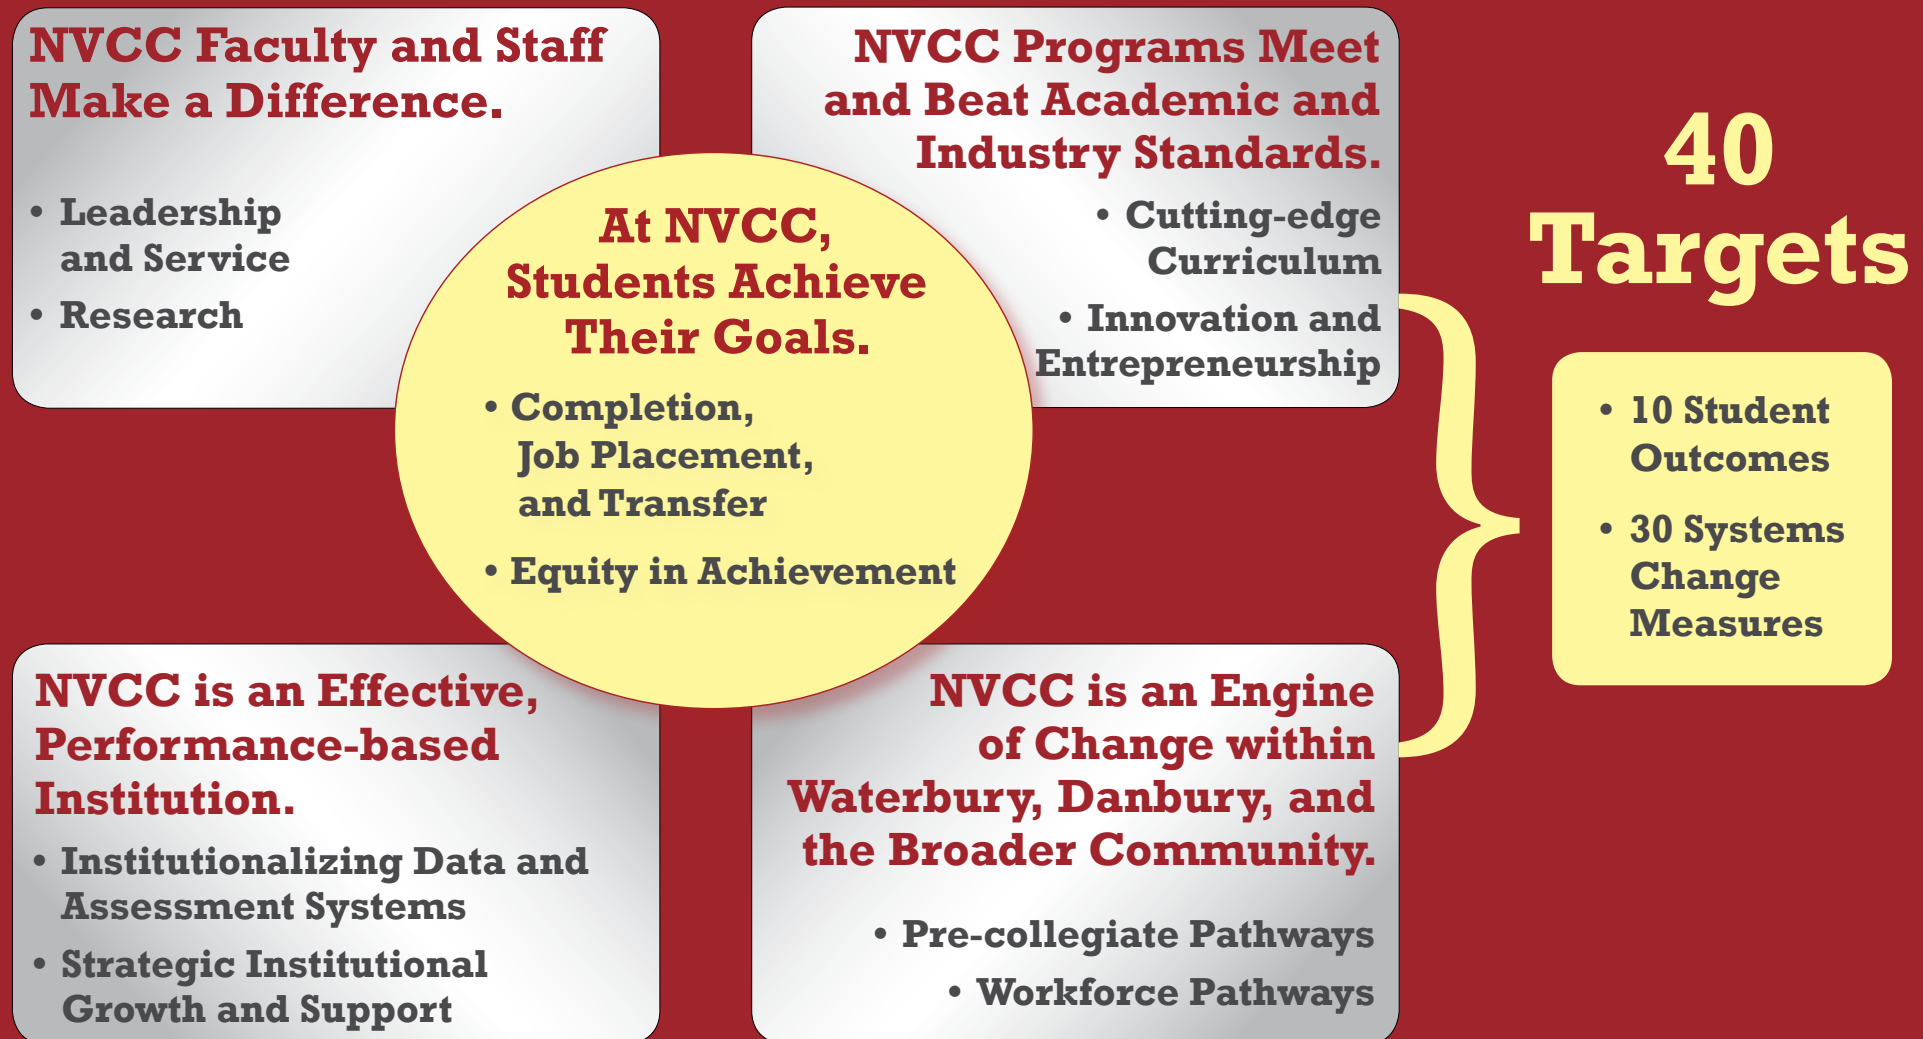 NVCC Faculty and Staff
Make a Difference.
• Leadership
and Service
• Research
NVCC Programs Meet
and Beat Academic and
Industry Standards.
• Cutting-edge
Curriculum
• Innovation and
Entrepreneurship
At NVCC,
Students Achieve
Their Goals.
• Completion,
Job Placement,
and Transfer
• Equity in Achievement
NVCC is an Effective,
Performance-based
Institution.
• Institutionalizing Data and
Assessment Systems
• Strategic Institutional
Growth and Support
NVCC is an Engine
of Change within
Waterbury, Danbury, and
the Broader Community.
• Pre-collegiate Pathways
• Workforce Pathways
40
Targets
• 10 Student
Outcomes
• 30 Systems
Change
Measures